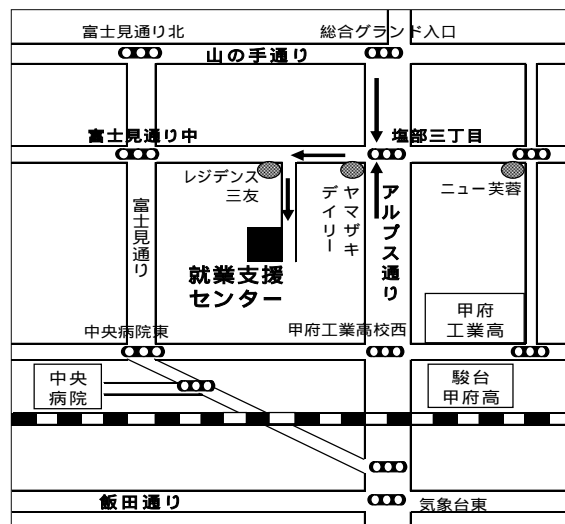 富士見通り北
総合グランド入口
山の手通り
富士見通り中
塩部三丁目
レジデンス
三友
ヤマザキ
デイリー
アルプス通り
ニュー芙蓉
富士見通り
就業支援
センター
甲府
工業高
中央病院東
甲府工業高校西
中央
病院
駿台
甲府高
飯田通り
気象台東